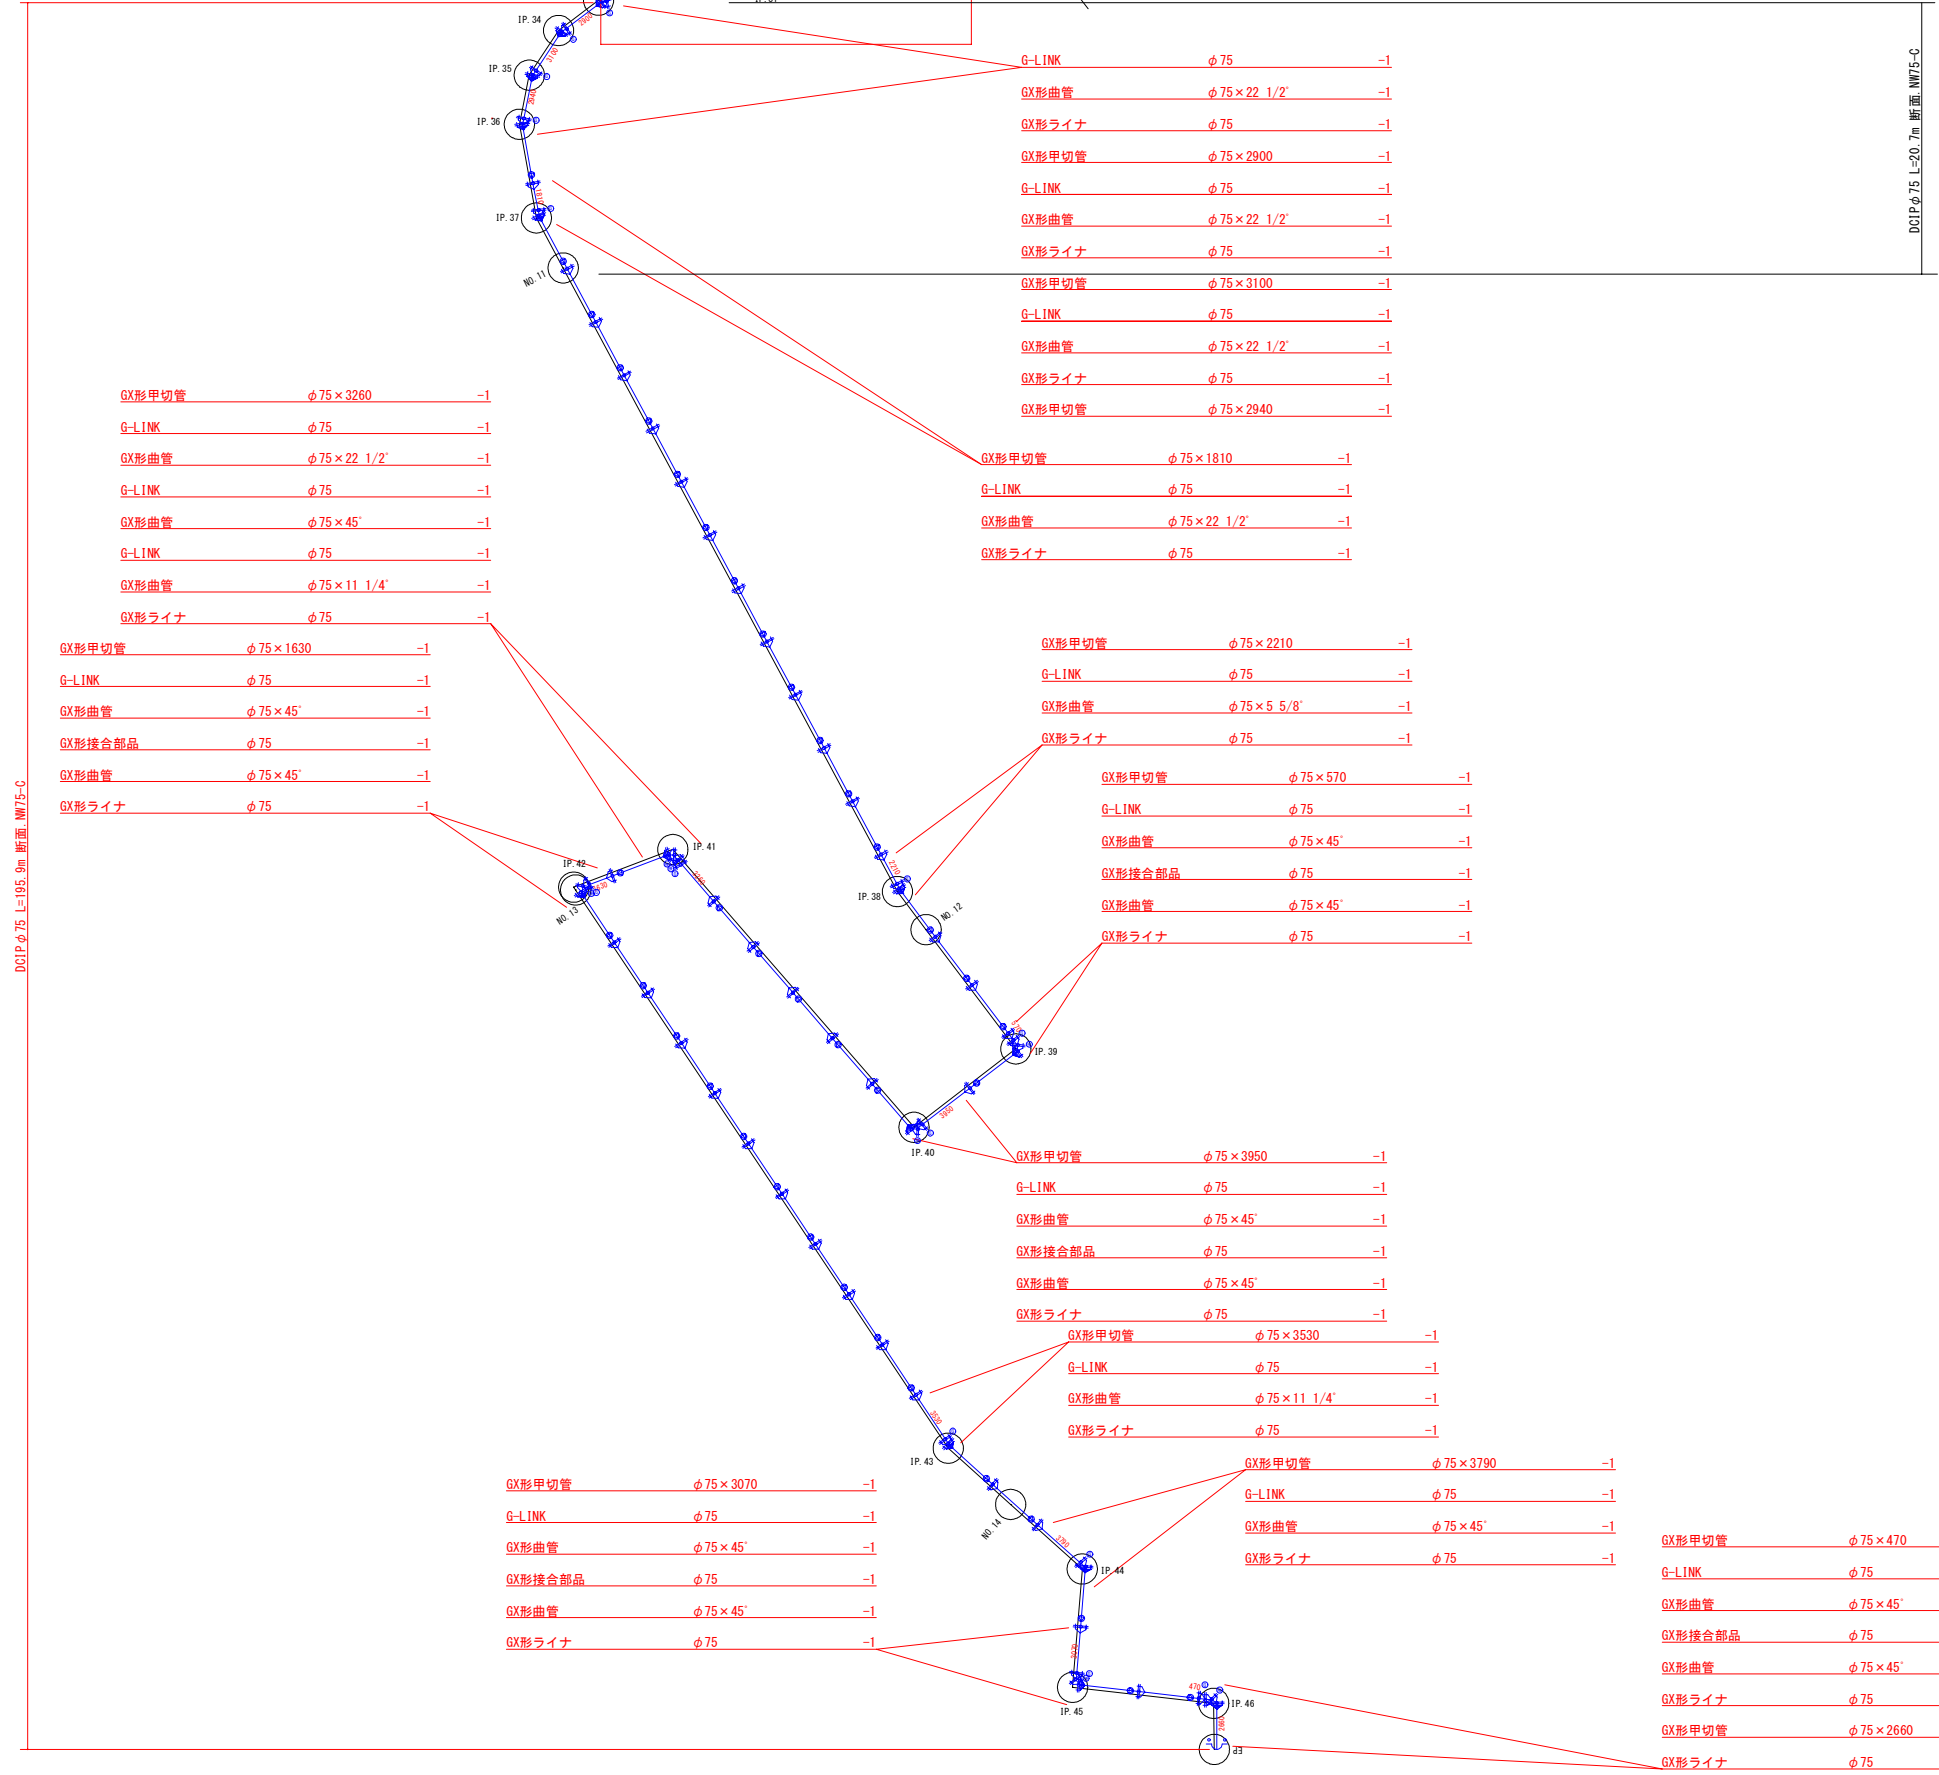 IP.34
2900
3100
IP.35
2940
IP.36
1810
IP.37
NO.11
DCIPφ75 L=20.7m 断面.NW75-C
G-LINK φ75 -1
GX形曲管 φ75×22 1/2° -1
GX形ライナ φ75 -1
GX形甲切管 φ75×2900 -1
G-LINK φ75 -1
GX形曲管 φ75×22 1/2° -1
GX形ライナ φ75 -1
GX形甲切管 φ75×3100 -1
G-LINK φ75 -1
GX形曲管 φ75×22 1/2° -1
GX形ライナ φ75 -1
GX形甲切管 φ75×2940 -1
GX形甲切管 φ75×1810 -1
G-LINK φ75 -1
GX形曲管 φ75×22 1/2° -1
GX形ライナ φ75 -1
GX形甲切管 φ75×3260 -1
G-LINK φ75 -1
GX形曲管 φ75×22 1/2° -1
G-LINK φ75 -1
GX形曲管 φ75×45° -1
G-LINK φ75 -1
GX形曲管 φ75×11 1/4° -1
GX形ライナ φ75 -1
GX形甲切管 φ75×1630 -1
G-LINK φ75 -1
GX形曲管 φ75×45° -1
GX形接合部品 φ75 -1
GX形曲管 φ75×45° -1
GX形ライナ φ75 -1
GX形甲切管 φ75×2210 -1
G-LINK φ75 -1
GX形曲管 φ75×5 5/8° -1
GX形ライナ φ75 -1
GX形甲切管 φ75×570 -1
G-LINK φ75 -1
GX形曲管 φ75×45° -1
GX形接合部品 φ75 -1
GX形曲管 φ75×45° -1
GX形ライナ φ75 -1
DCIPφ75 L=195.9m 断面.NW75-C
IP.41
IP.42
NO.13
2210
IP.38
NO.12
570
IP.39
3950
IP.40
GX形甲切管 φ75×3950 -1
G-LINK φ75 -1
GX形曲管 φ75×45° -1
GX形接合部品 φ75 -1
GX形曲管 φ75×45° -1
GX形ライナ φ75 -1
GX形甲切管 φ75×3530 -1
G-LINK φ75 -1
GX形曲管 φ75×11 1/4° -1
GX形ライナ φ75 -1
3530
IP.43
NO.14
3790
IP.44
GX形甲切管 φ75×3790 -1
G-LINK φ75 -1
GX形曲管 φ75×45° -1
GX形ライナ φ75 -1
GX形甲切管 φ75×3070 -1
G-LINK φ75 -1
GX形曲管 φ75×45° -1
GX形接合部品 φ75 -1
GX形曲管 φ75×45° -1
GX形ライナ φ75 -1
3070
IP.45
470
IP.46
2660
EP
GX形甲切管 φ75×470
G-LINK φ75
GX形曲管 φ75×45°
GX形接合部品 φ75
GX形曲管 φ75×45°
GX形ライナ φ75
GX形甲切管 φ75×2660
GX形ライナ φ75